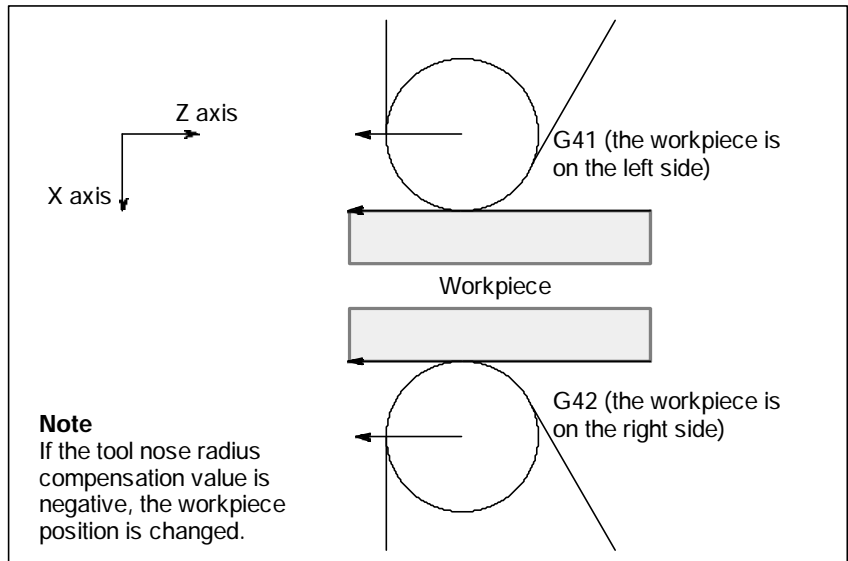 Z axis
G41 (the workpiece is
on the left side)
X axis
Workpiece
G42 (the workpiece is
on the right side)
Note
If the tool nose radius
compensation value is
negative, the workpiece
position is changed.